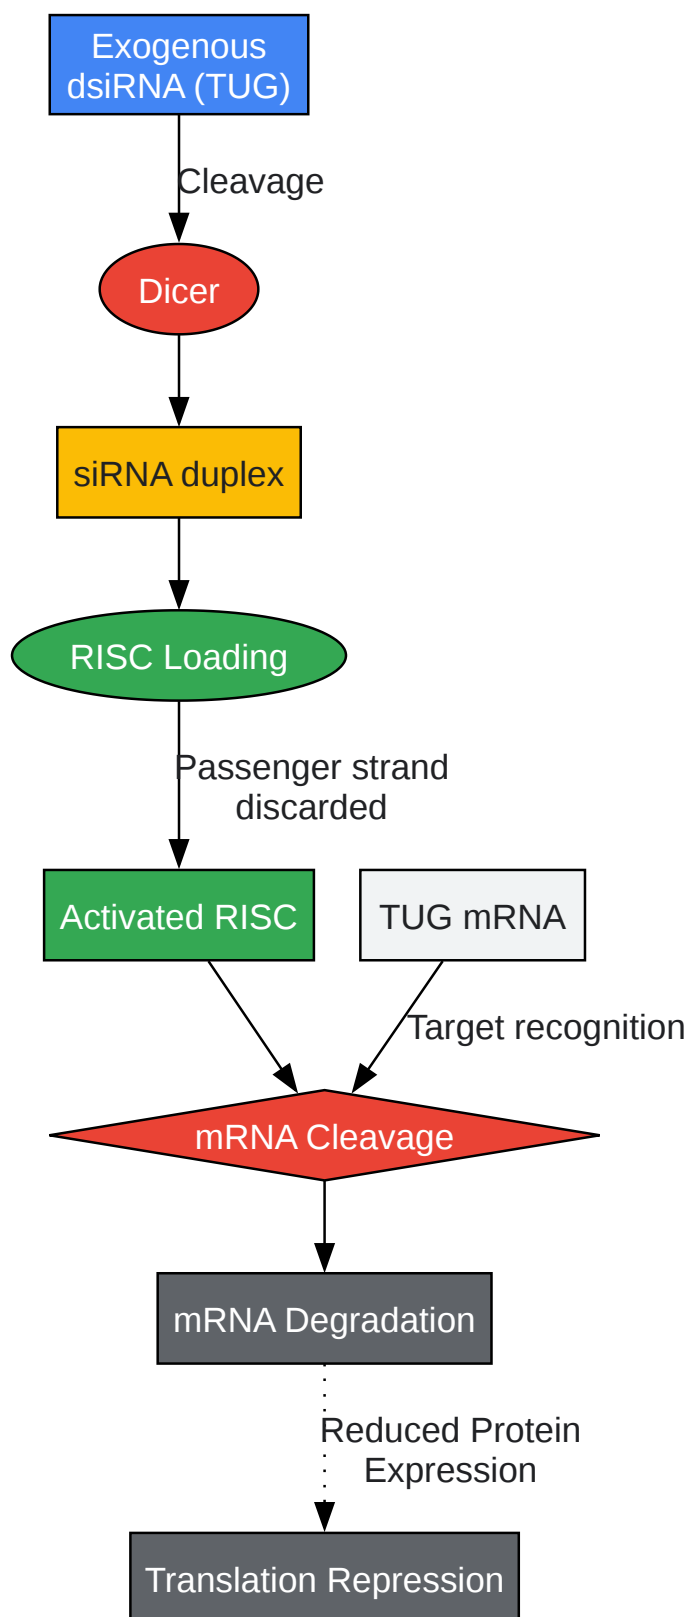 Exogenous
dsiRNA (TUG)
Cleavage
Dicer
siRNA duplex
RISC Loading
Passenger strand
discarded
Activated RISC
TUG mRNA
Target recognition
mRNA Cleavage
mRNA Degradation
Reduced Protein
Expression
Translation Repression